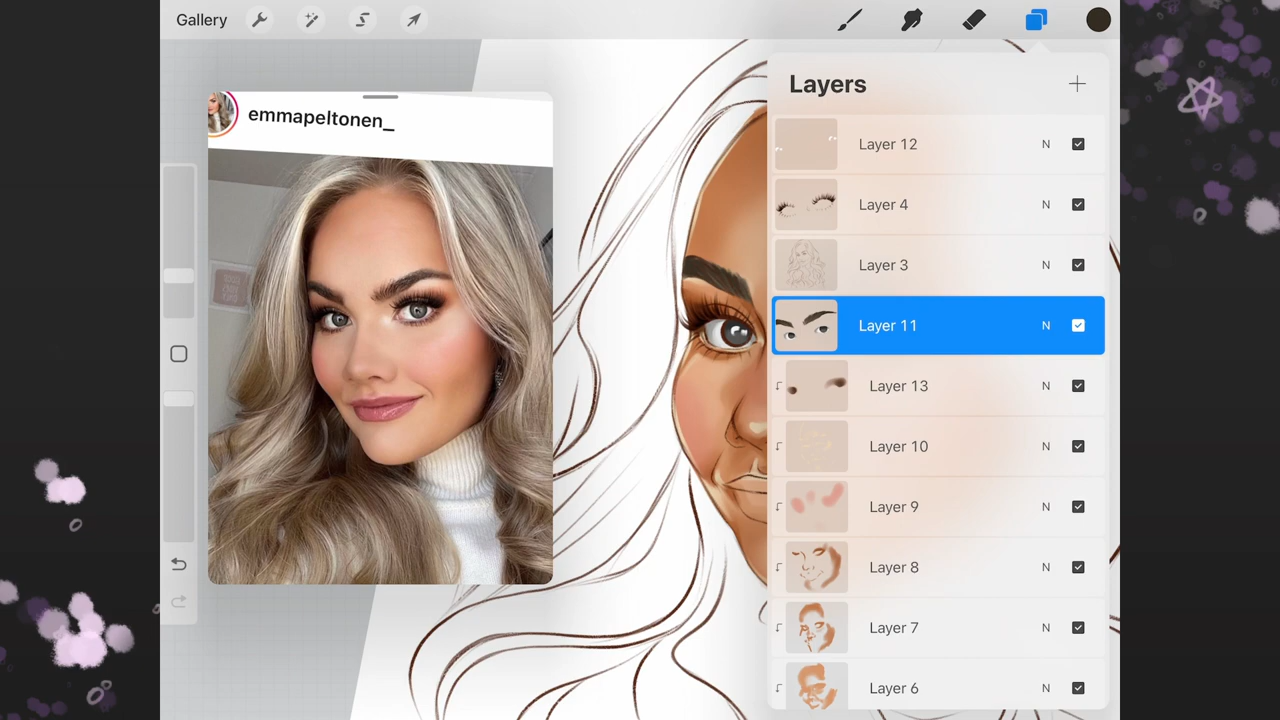 Gallery
emmapeltonen_
Layers
Layer 12 N
Layer 4 N
Layer 3 N
Layer 11 N
Layer 13 N
Layer 10 N
Layer 9 N
Layer 8 N
Layer 7 N
Layer 6 N